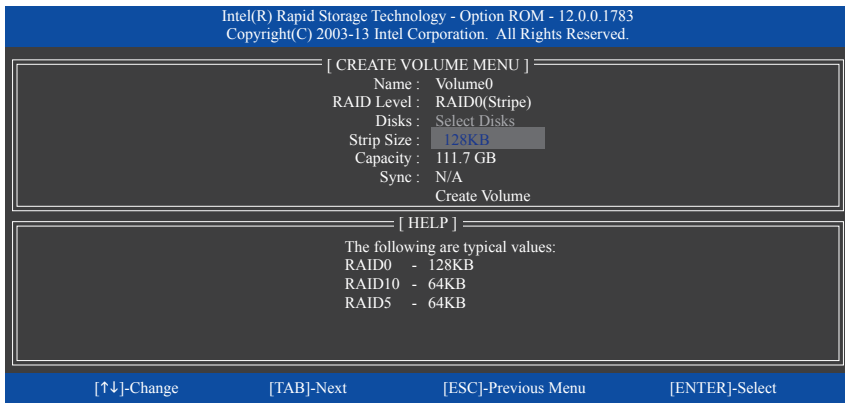 Intel(R) Rapid Storage Technology - Option ROM - 12.0.0.1783
Copyright(C) 2003-13 Intel Corporation. All Rights Reserved.
[ CREATE VOLUME MENU ]
Name : Volume0
RAID Level : RAID0(Stripe)
Disks : Select Disks
Strip Size : 128KB
Capacity : 111.7 GB
Sync : N/A
Create Volume
[ HELP ]
The following are typical values:
RAID0 - 128KB
RAID10 - 64KB
RAID5 - 64KB
[↑↓]-Change [TAB]-Next [ESC]-Previous Menu [ENTER]-Select